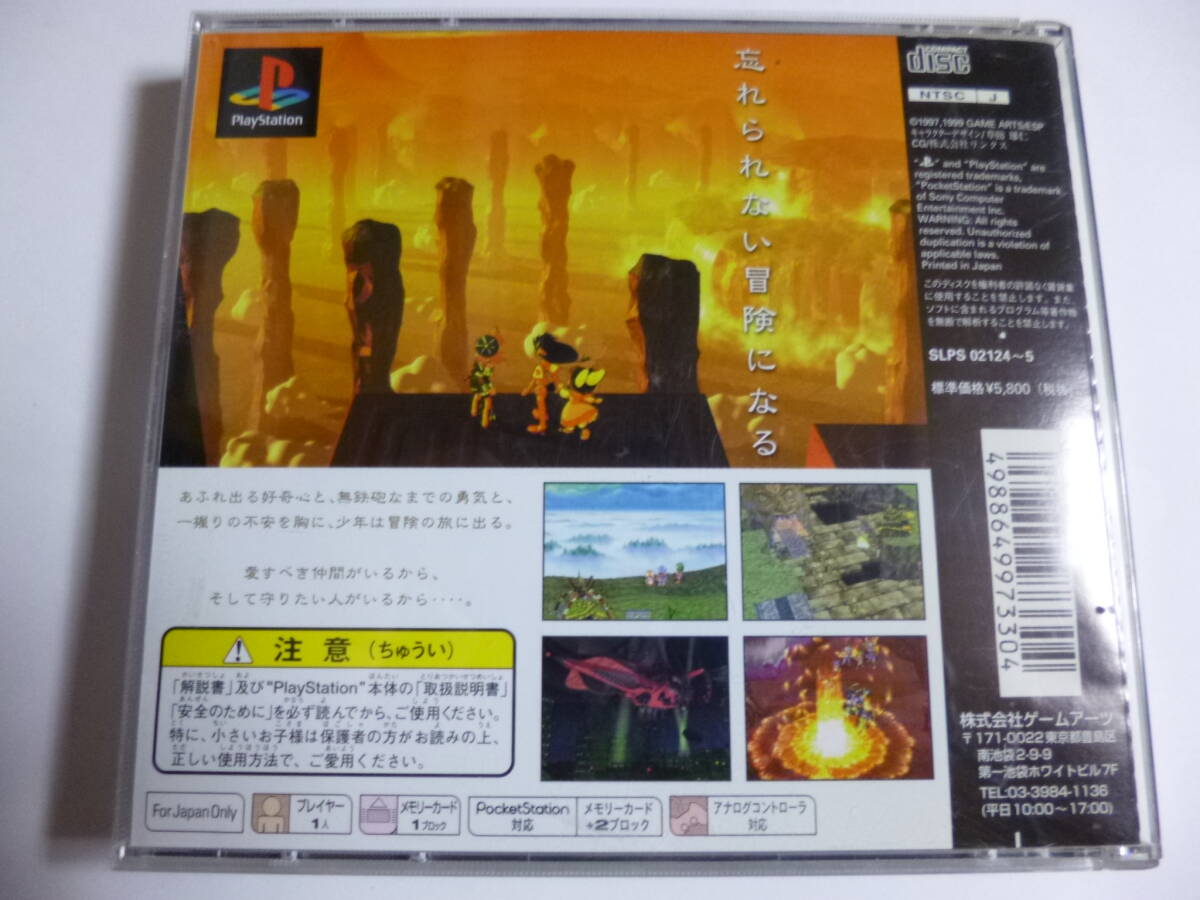 PlayStation
忘れられない冒険になる
COMPACT
disc
NTSC J
©1997,1999 GAME ARTS/ESP
キャラクターデザイン/草彅 琢仁
CG/株式会社リンクス
"PS" and "PlayStation" are
registered trademarks.
"PocketStation" is a trademark
of Sony Computer
Entertainment Inc.
WARNING: All rights
reserved. Unauthorized
duplication is a violation of
applicable laws.
Printed in Japan
このディスクを権利者の許諾なく賃貸業
に使用することを禁止します。また、
ソフトに含まれるプログラム等著作物
を無断で解析することを禁止します。
SLPS 02124〜5
標準価格¥5,800(税抜
4988649973304
あふれ出る好奇心と、無鉄砲なまでの勇気と、
一握りの不安を胸に、少年は冒険の旅に出る。
愛すべき仲間がいるから、
そして守りたい人がいるから‥‥。
注意(ちゅうい)
「解説書」及び"PlayStation"本体の「取扱説明書」
「安全のために」を必ず読んでから、ご使用ください。
特に、小さいお子様は保護者の方がお読みの上、
正しい使用方法で、ご愛用ください。
For Japan Only
プレイヤー
1人
メモリーカード
1ブロック
PocketStation
対応
メモリーカード
*2ブロック
アナログコントローラ
対応
株式会社ゲームアーツ
〒171-0022東京都豊島区
南池袋2-9-9
第一池袋ホワイトビル7F
TEL:03-3984-1136
(平日10:00〜17:00)